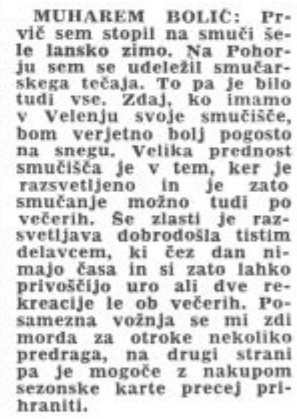 MUHAREM BOLIĆ: Pr-
vič sem stopil na smuči še-
le lansko zimo. Na Pohor-
ju sem se udeležil smučar-
skega tečaja. To pa je bilo
tudi vse. Zdaj, ko imamo
v Velenju svoje smučišče,
bom verjetno bolj pogosto
na snegu. Velika prednost
smučišča je v tem, ker je
razsvetljeno in je zato
smučanje možno tudi po
večerih. Še zlasti je raz-
svetljava dobrodošla tistim
delavcem, ki čez dan ni-
majo časa in si zato lahko
privoščijo uro ali dve re-
kreacije le ob večerih. Po-
samezna vožnja se mi zdi
morda za otroke nekoliko
predraga, na drugi strani
pa je mogoče z nakupom
sezonske karte precej pri-
hraniti.